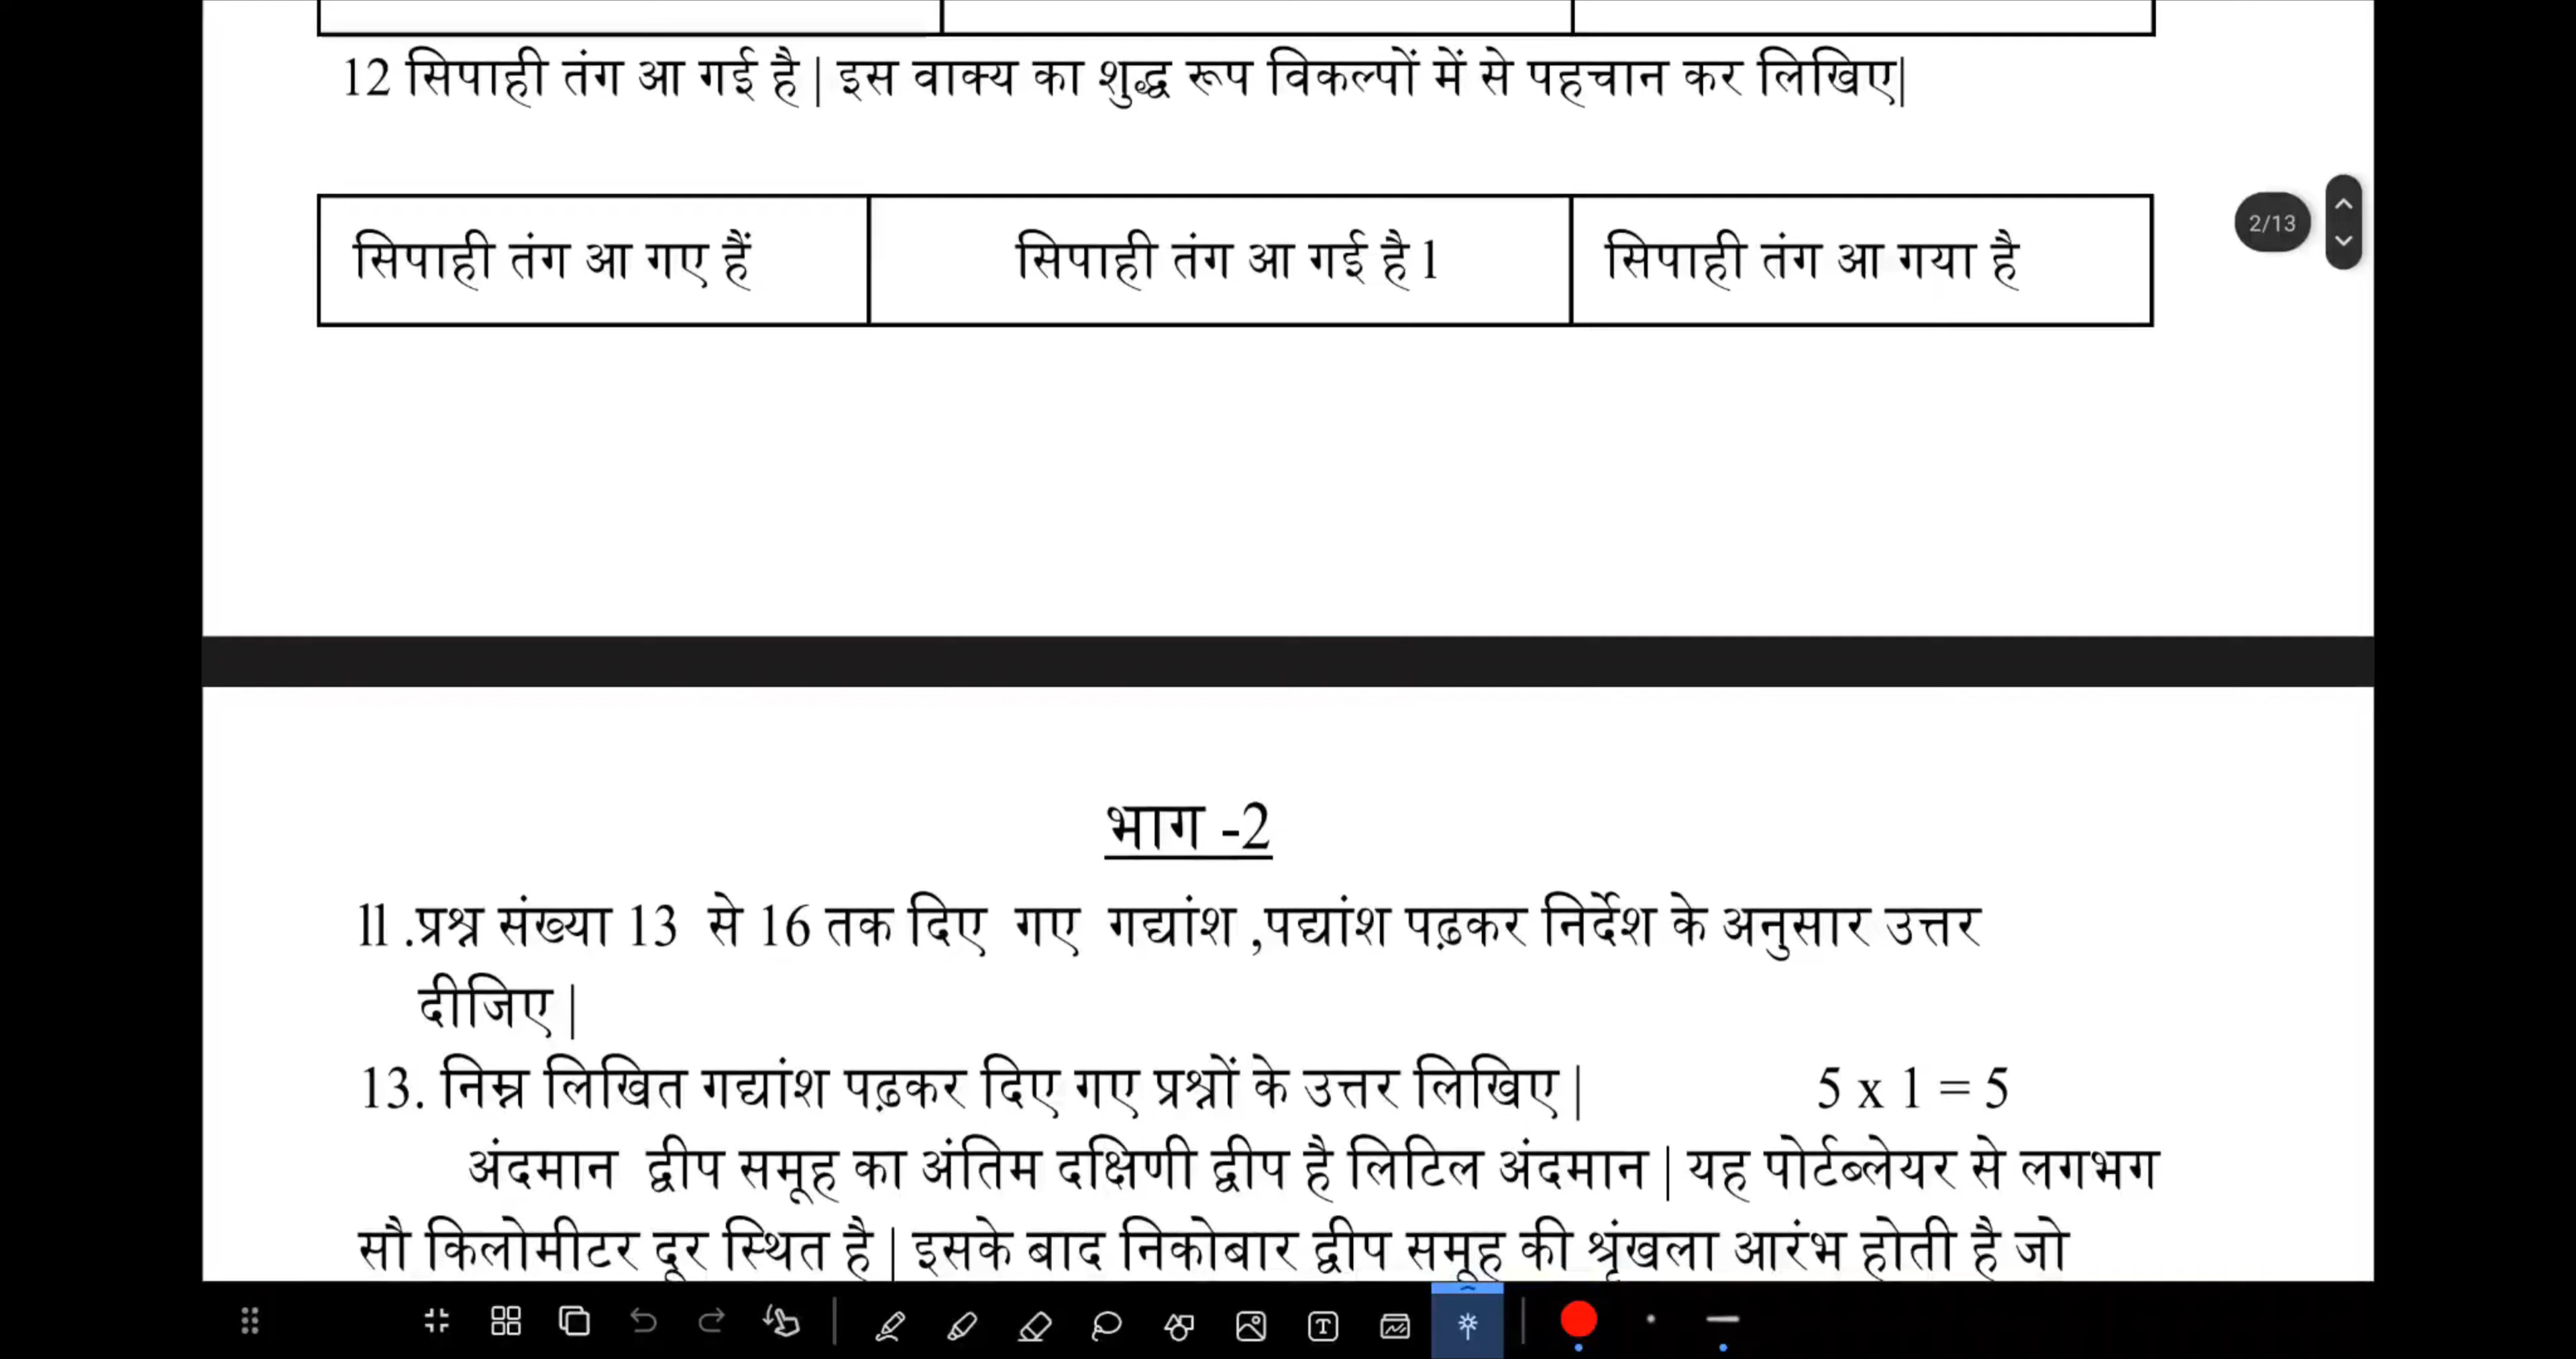 12 सिपाही तंग आ गई है | इस वाक्य का शुद्ध रूप विकल्पों में से पहचान कर लिखिए|
सिपाही तंग आ गए हैं
सिपाही तंग आ गई है 1
सिपाही तंग आ गया है
2/13
भाग -2
ll .प्रश्न संख्या 13 से 16 तक दिए गए गद्यांश ,पद्यांश पढ़कर निर्देश के अनुसार उत्तर
दीजिए |
13. निम्न लिखित गद्यांश पढ़कर दिए गए प्रश्नों के उत्तर लिखिए | 5 x 1 = 5
अंदमान द्वीप समूह का अंतिम दक्षिणी द्वीप है लिटिल अंदमान | यह पोर्टब्लेयर से लगभग
सौ किलोमीटर दूर स्थित है | इसके बाद निकोबार द्वीप समूह की श्रृंखला आरंभ होती है जो